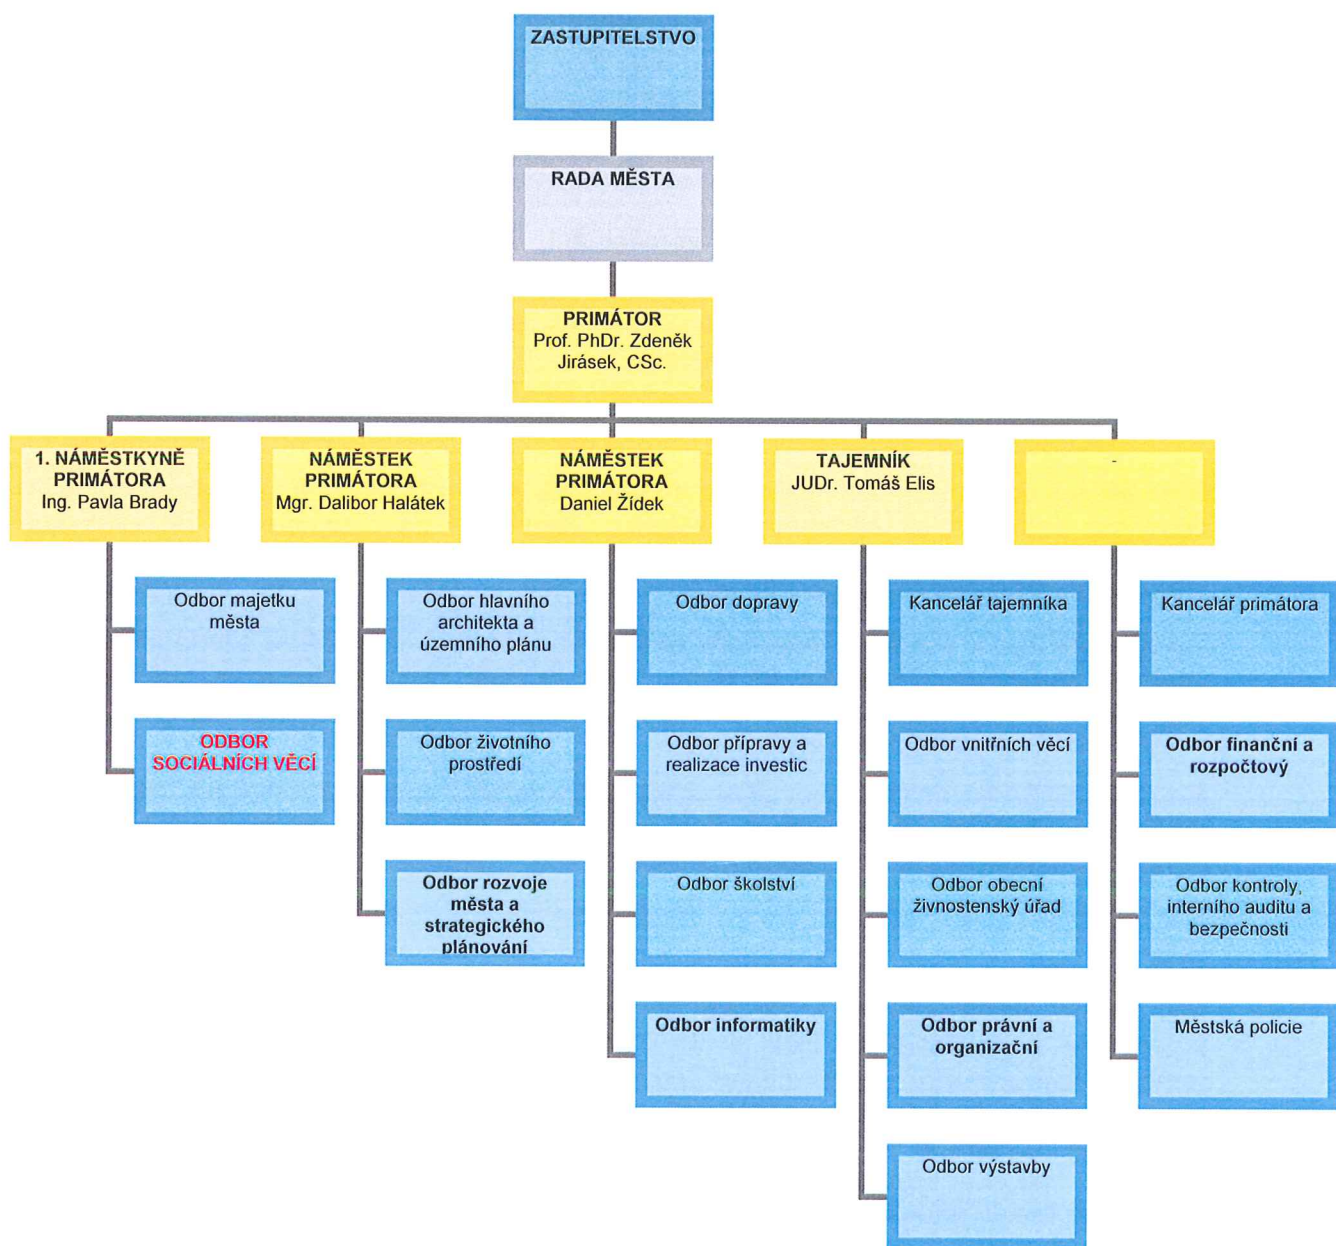 ZASTUPITELSTVO
RADA MĚSTA
PRIMÁTOR
Prof. PhDr. Zdeněk
Jirásek, CSc.
1. NÁMĚSTKYNĚ
PRIMÁTORA
Ing. Pavla Brady
NÁMĚSTEK
PRIMÁTORA
Mgr. Dalibor Halátek
NÁMĚSTEK
PRIMÁTORA
Daniel Žídek
TAJEMNÍK
JUDr. Tomáš Elis
-
Odbor majetku
města
ODBOR
SOCIÁLNÍCH VĚCÍ
Odbor hlavního
architekta a
územního plánu
Odbor životního
prostředí
Odbor rozvoje
města a
strategického
plánování
Odbor dopravy
Odbor přípravy a
realizace investic
Odbor školství
Odbor informatiky
Kancelář tajemníka
Odbor vnitřních věcí
Odbor obecní
živnostenský úřad
Odbor právní a
organizační
Odbor výstavby
Kancelář primátora
Odbor finanční a
rozpočtový
Odbor kontroly,
interního auditu a
bezpečnosti
Městská policie